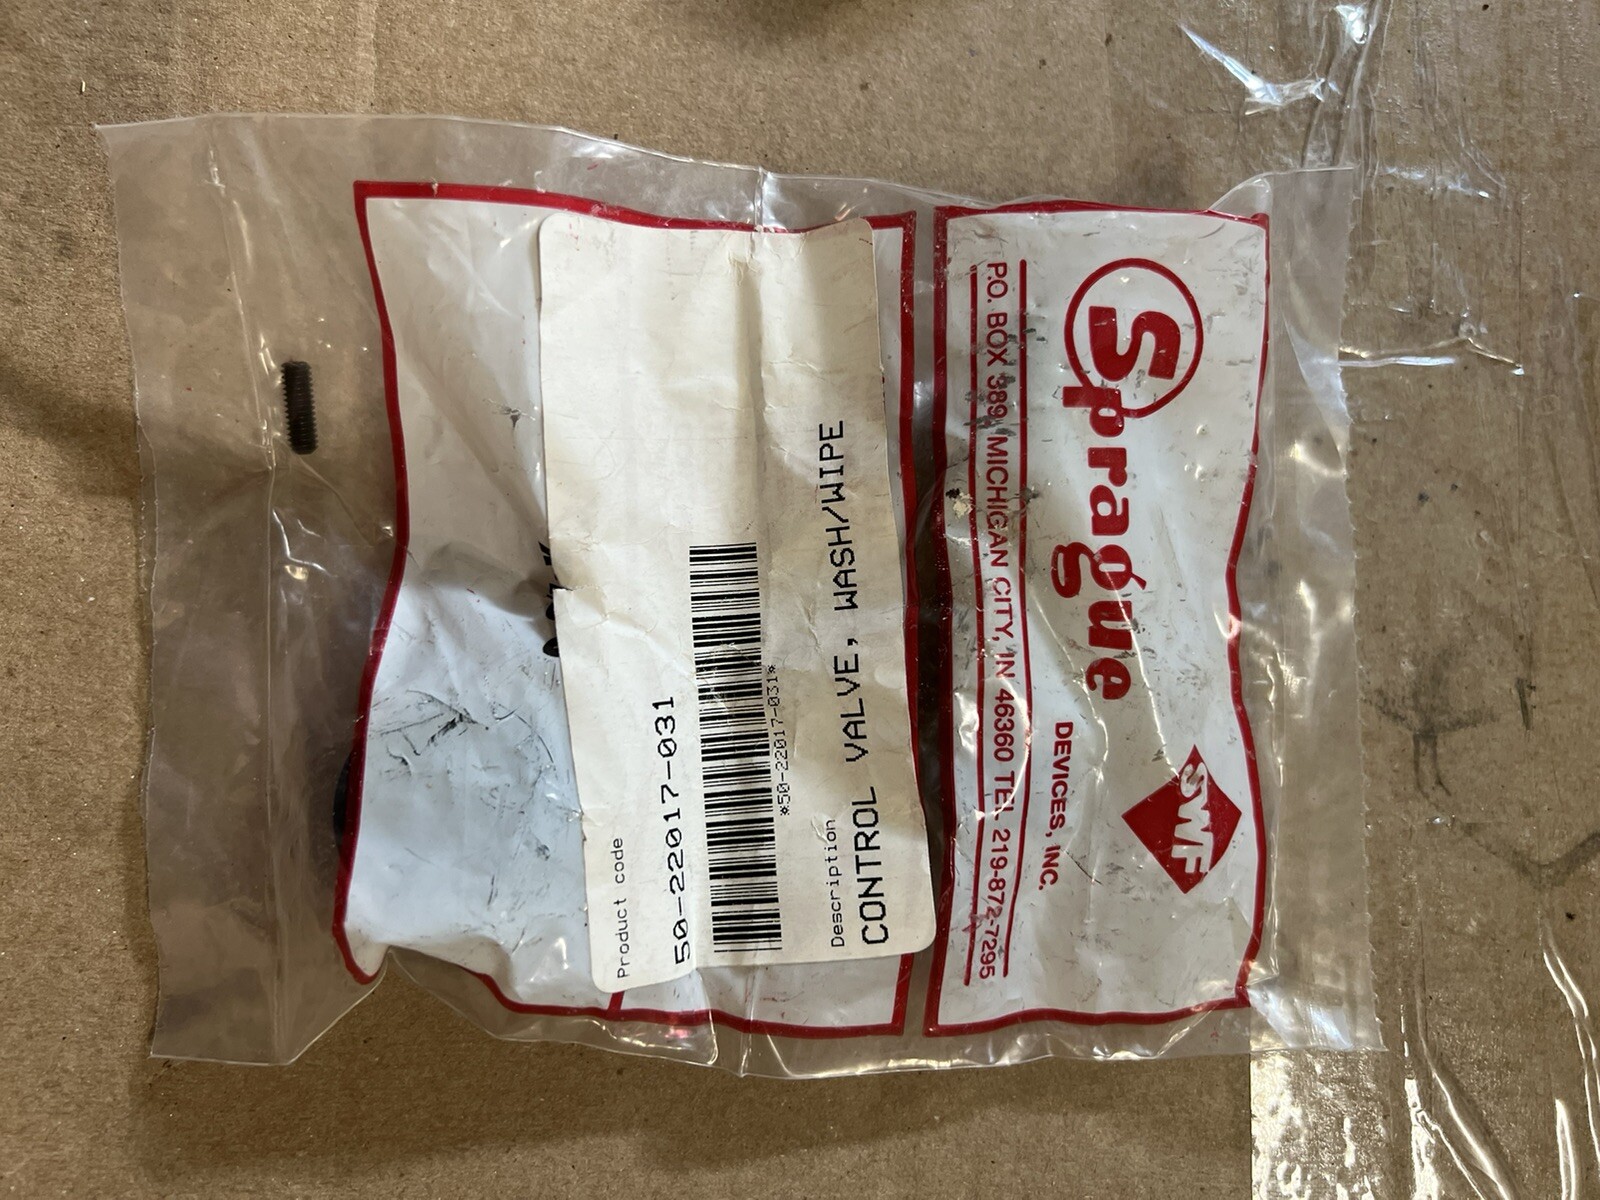 Sprague
DEVICES, INC.
SWF
P.O. BOX 389, MICHIGAN CITY, IN 46360 TEL. 219-872-7295
Product code
50-22017-031
*50-22017-031*
Description
CONTROL VALVE, WASH/WIPE